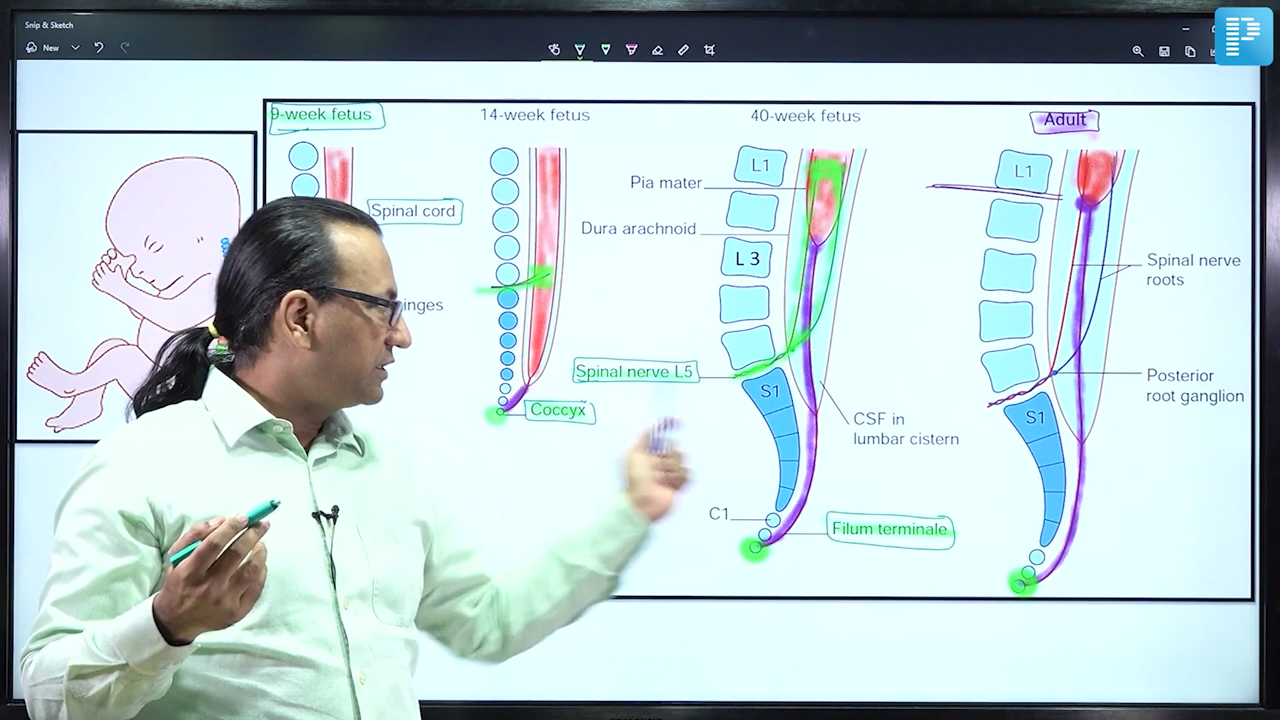 Snip & Sketch
New
9-week fetus
14-week fetus
40-week fetus
Adult
Spinal cord
Coccyx
Pia mater
Dura arachnoid
Spinal nerve L5
L1
L 3
S1
C1
CSF in
lumbar cistern
Filum terminale
L1
S1
Spinal nerve
roots
Posterior
root ganglion
P